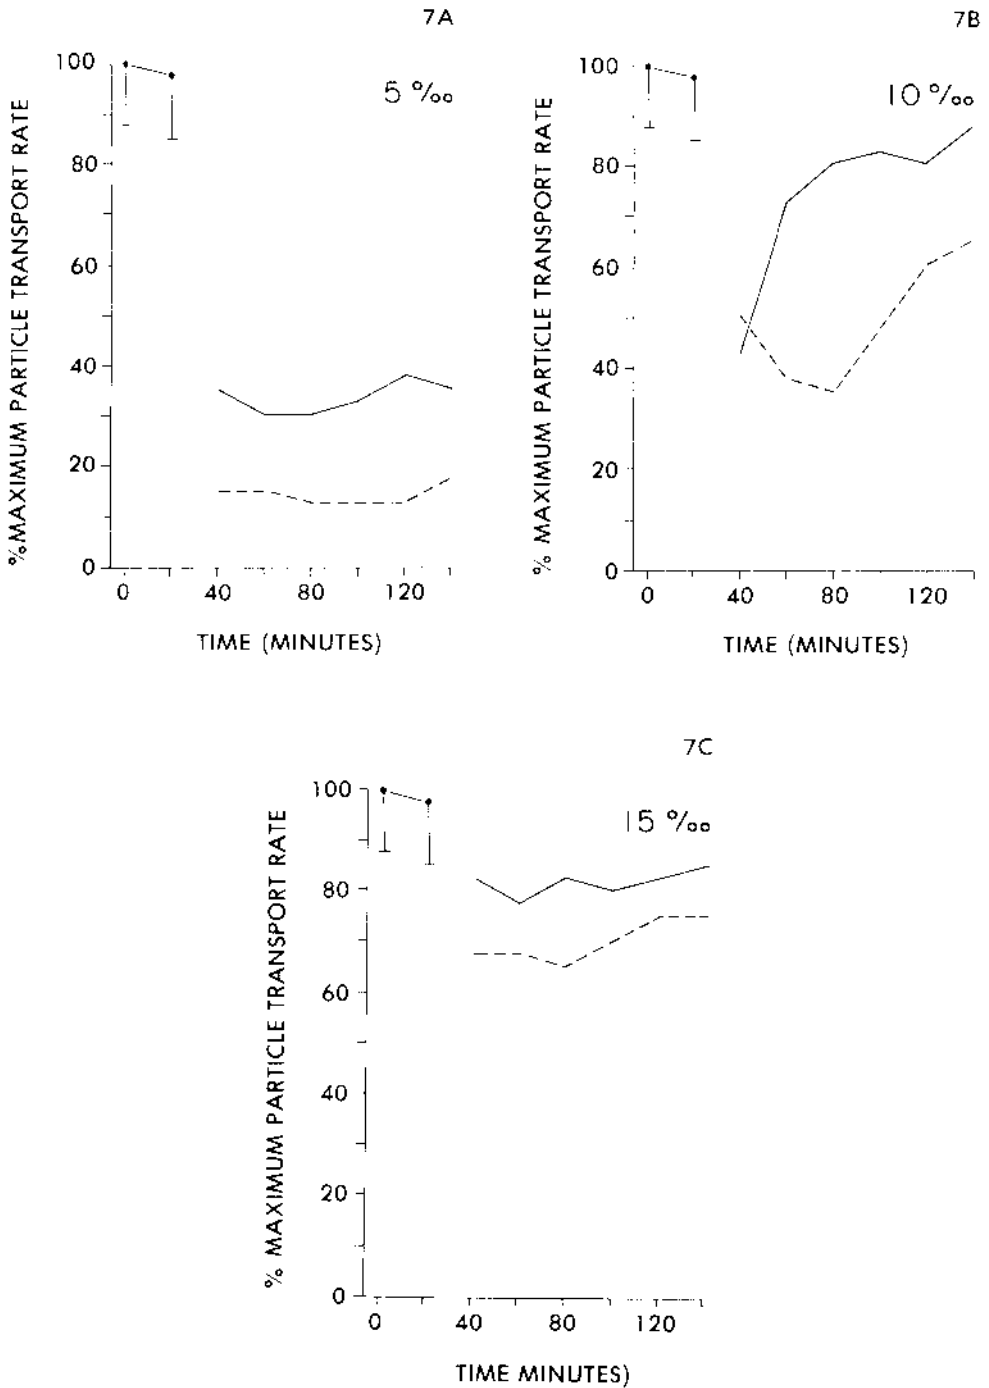 7A
5 ‰
% MAXIMUM PARTICLE TRANSPORT RATE
100
80
60
40
20
0
0 40 80 120
TIME (MINUTES)
7B
10 ‰
% MAXIMUM PARTICLE TRANSPORT RATE
100
80
60
40
20
0
0 40 80 120
TIME (MINUTES)
7C
15 ‰
% MAXIMUM PARTICLE TRANSPORT RATE
100
80
60
40
20
0
0 40 80 120
TIME MINUTES)